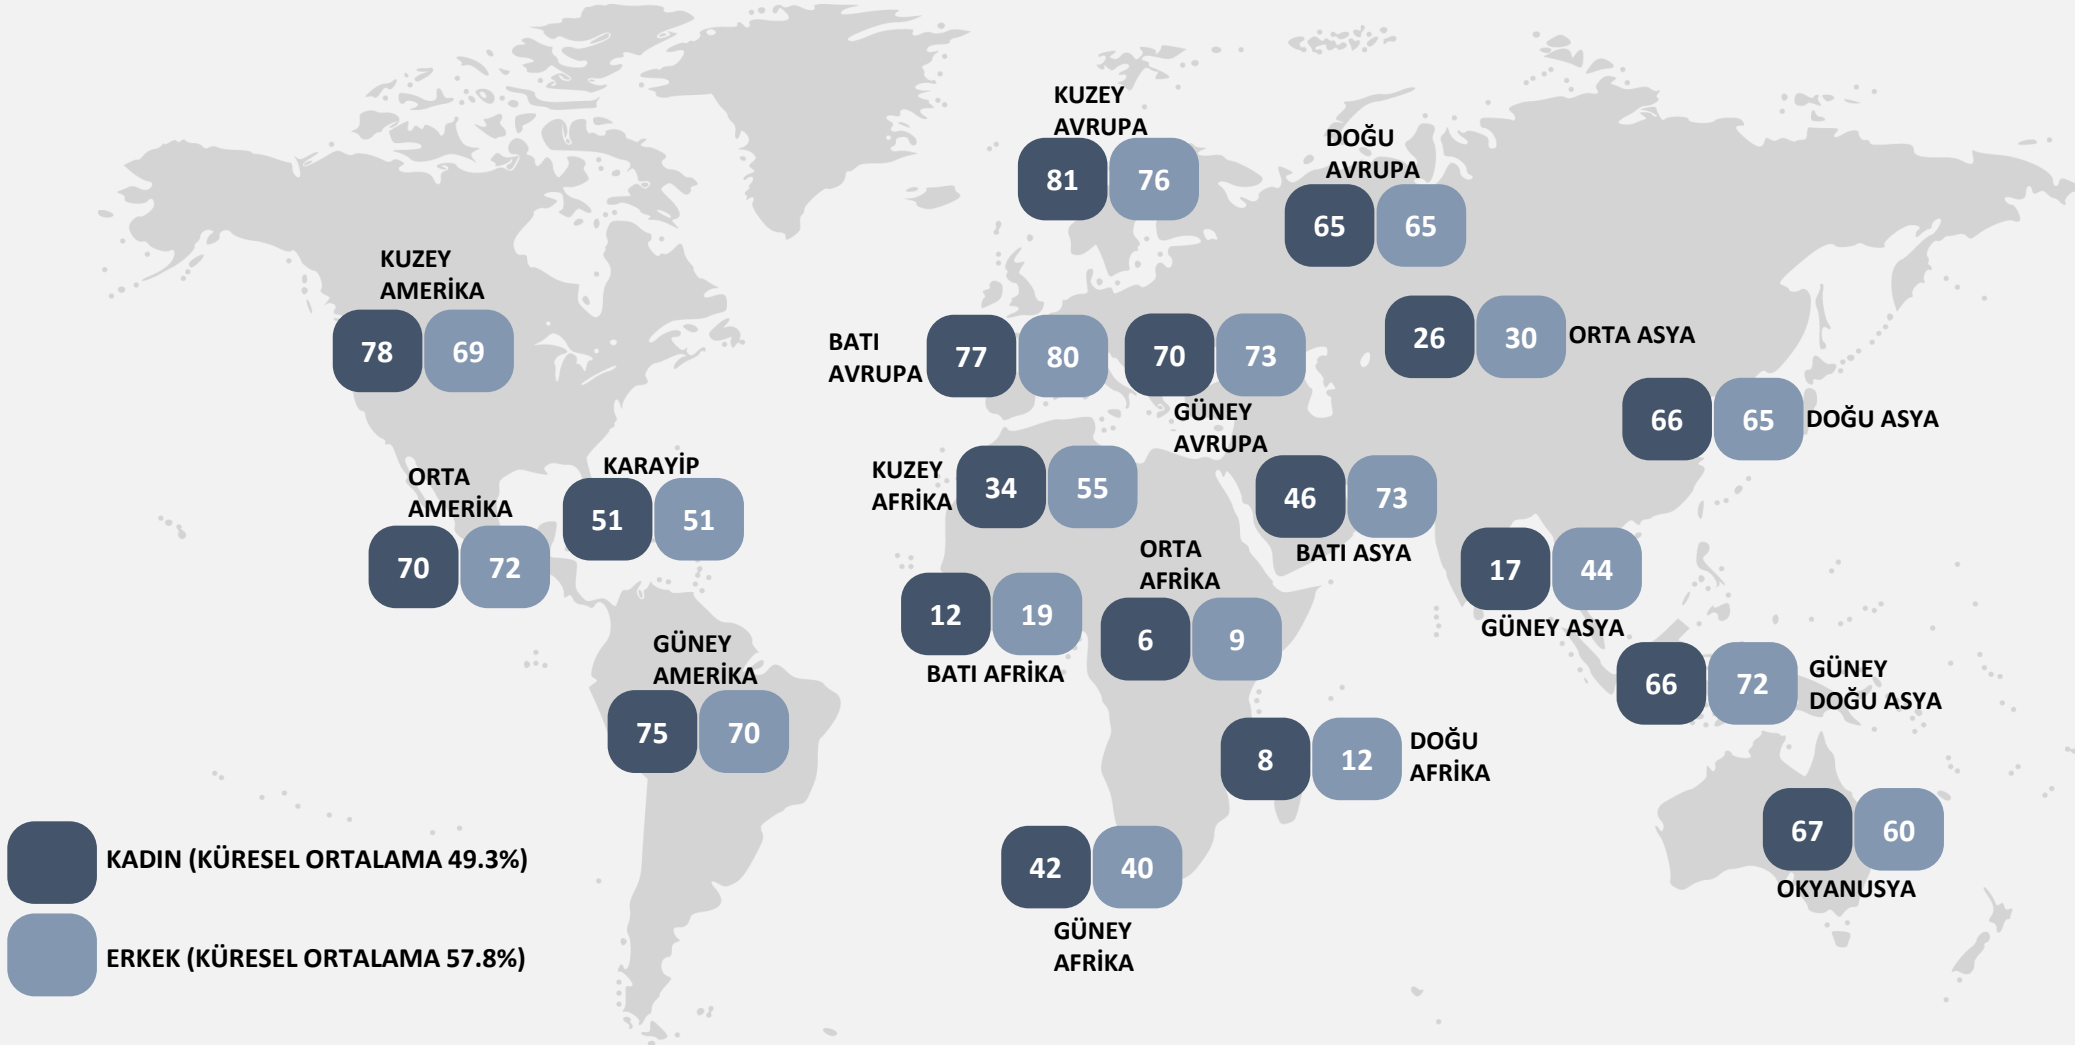 KUZEY
AVRUPA
81 76
DOĞU
AVRUPA
65 65
KUZEY
AMERİKA
78 69
BATI
AVRUPA
77 80
70 73
GÜNEY
AVRUPA
26 30 ORTA ASYA
66 65 DOĞU ASYA
ORTA
AMERİKA
70 72
KARAYİP
51 51
KUZEY
AFRİKA
34 55
46 73
BATI ASYA
17 44
GÜNEY ASYA
12 19
BATI AFRİKA
ORTA
AFRİKA
6 9
GÜNEY
AMERİKA
75 70
66 72
GÜNEY
DOĞU ASYA
8 12
DOĞU
AFRİKA
67 60
OKYANUSYA
42 40
GÜNEY
AFRİKA
KADIN (KÜRESEL ORTALAMA 49.3%)
ERKEK (KÜRESEL ORTALAMA 57.8%)